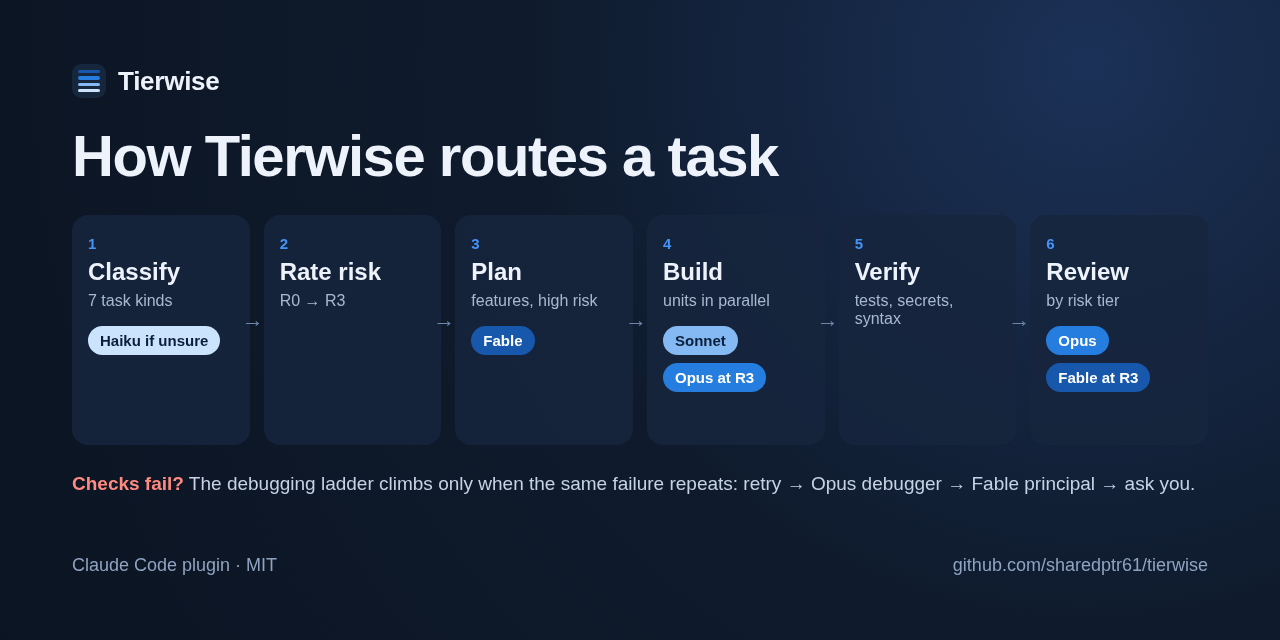 Tierwise
How Tierwise routes a task
1
Classify
7 task kinds
Haiku if unsure
→
2
Rate risk
R0 → R3
→
3
Plan
features, high risk
Fable
→
4
Build
units in parallel
Sonnet
Opus at R3
→
5
Verify
tests, secrets,
syntax
→
6
Review
by risk tier
Opus
Fable at R3
Checks fail? The debugging ladder climbs only when the same failure repeats: retry → Opus debugger → Fable principal → ask you.
Claude Code plugin · MIT
github.com/sharedptr61/tierwise